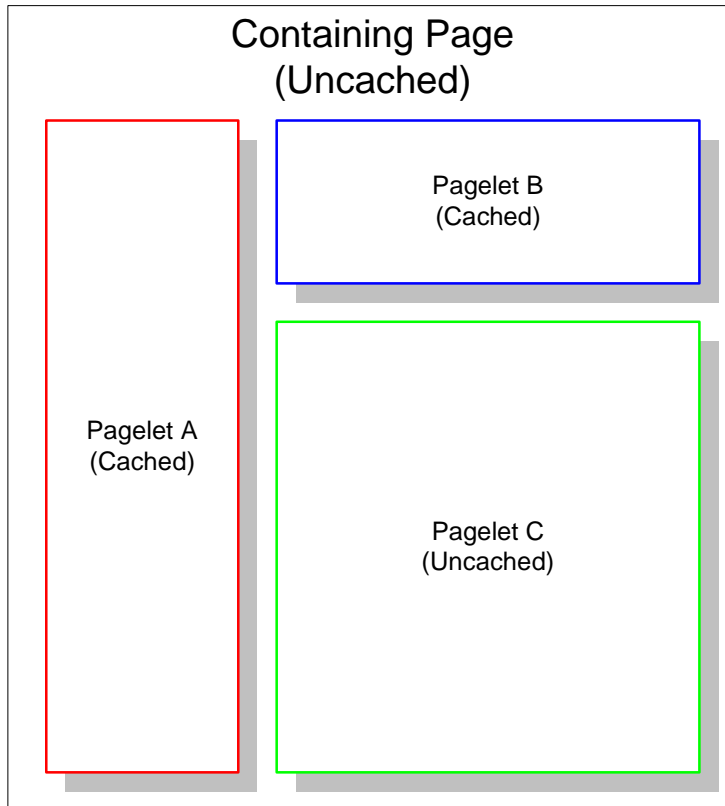 Containing Page
(Uncached)
Pagelet B
(Cached)
Pagelet A
(Cached)
Pagelet C
(Uncached)